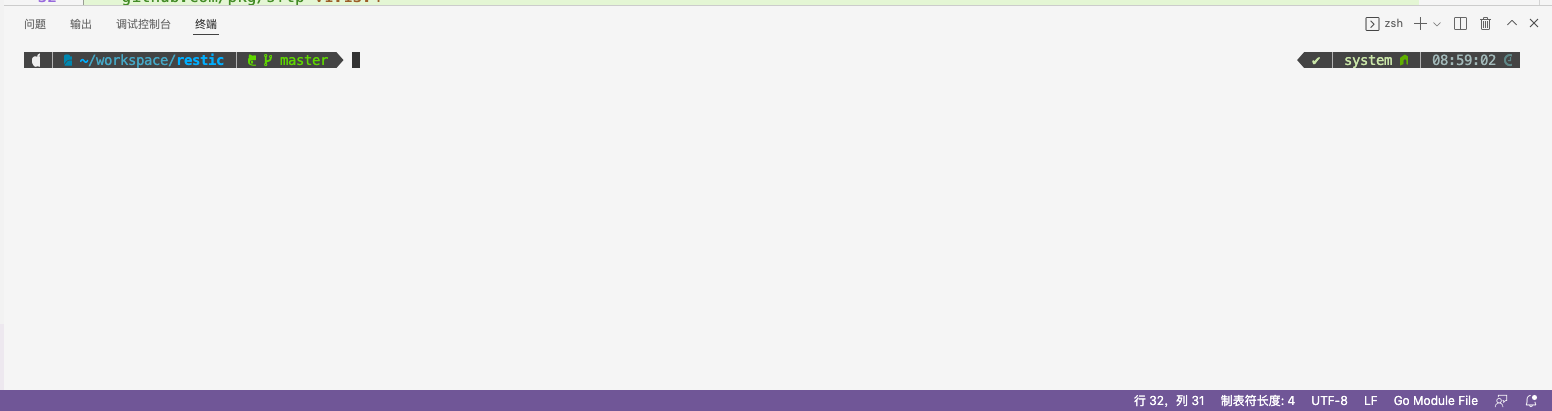 32 github.com/pkg/sftp v1.13.4
问题 输出 调试控制台 终端 zsh
~/workspace/restic master ✔ system 08:59:02
行 32，列 31 制表符长度: 4 UTF-8 LF Go Module File